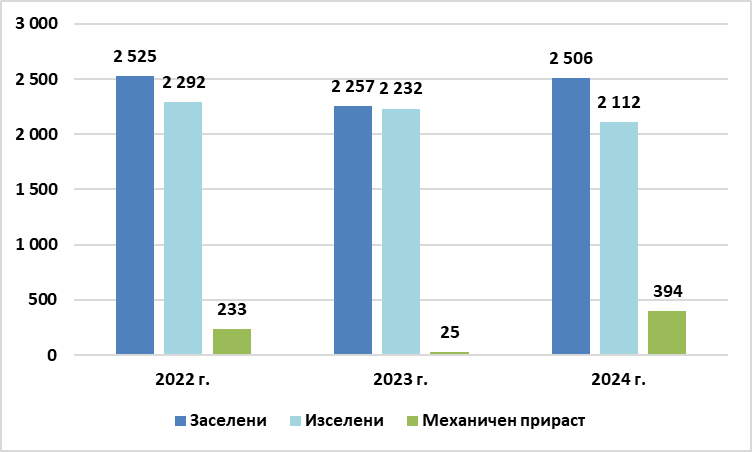 3 000
2 500
2 000
1 500
1 000
500
0
2 525
2 292
233
2 257
2 232
25
2 506
2 112
394
2022 г.
2023 г.
2024 г.
Заселени
Изселени
Механичен прираст